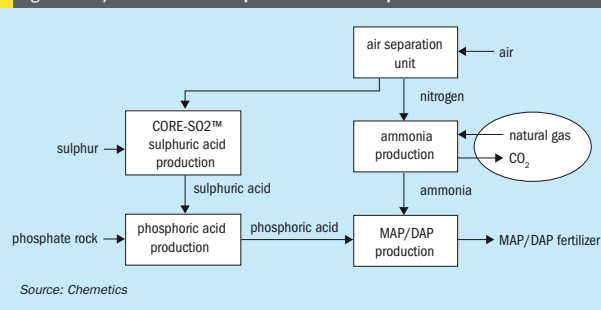 air separation
unit
air
nitrogen
CORE-SO2™
sulphuric acid
production
sulphur
ammonia
production
natural gas
CO₂
sulphuric acid
ammonia
phosphate rock
phosphoric acid
production
phosphoric acid
MAP/DAP
production
MAP/DAP fertilizer
Source: Chemetics